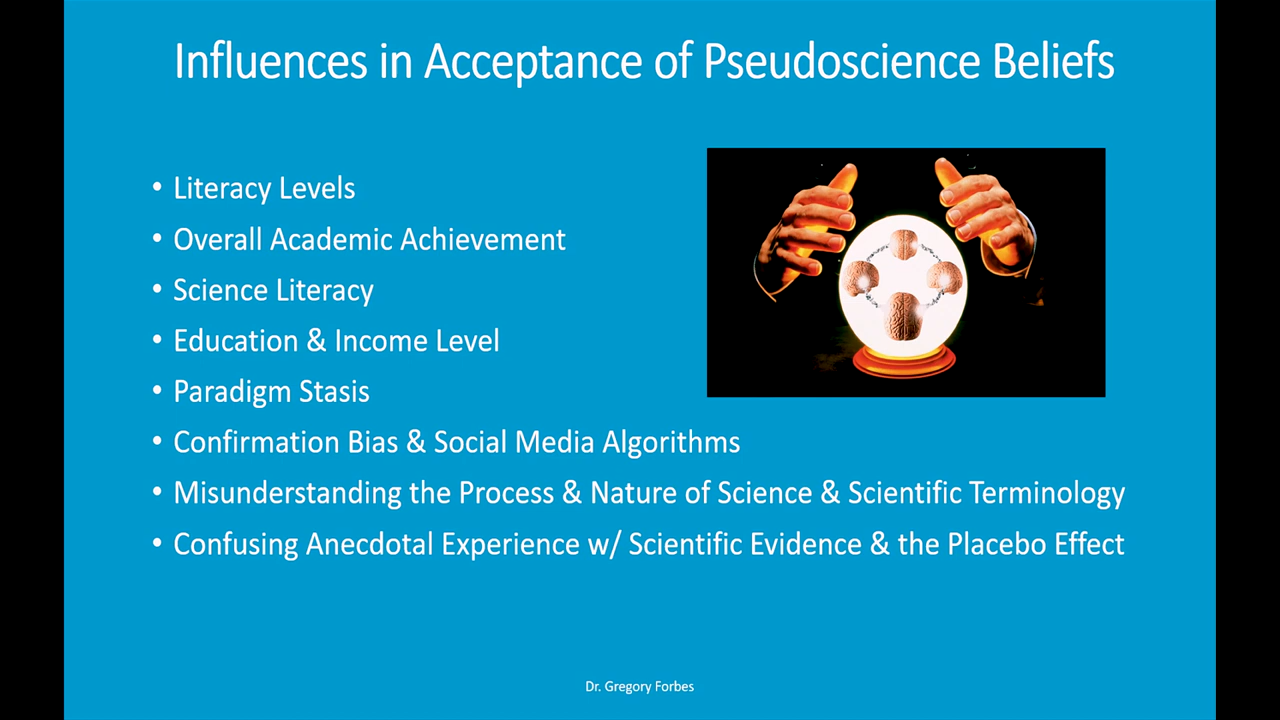 Influences in Acceptance of Pseudoscience Beliefs
• Literacy Levels
• Overall Academic Achievement
• Science Literacy
• Education & Income Level
• Paradigm Stasis
• Confirmation Bias & Social Media Algorithms
• Misunderstanding the Process & Nature of Science & Scientific Terminology
• Confusing Anecdotal Experience w/ Scientific Evidence & the Placebo Effect
Dr. Gregory Forbes